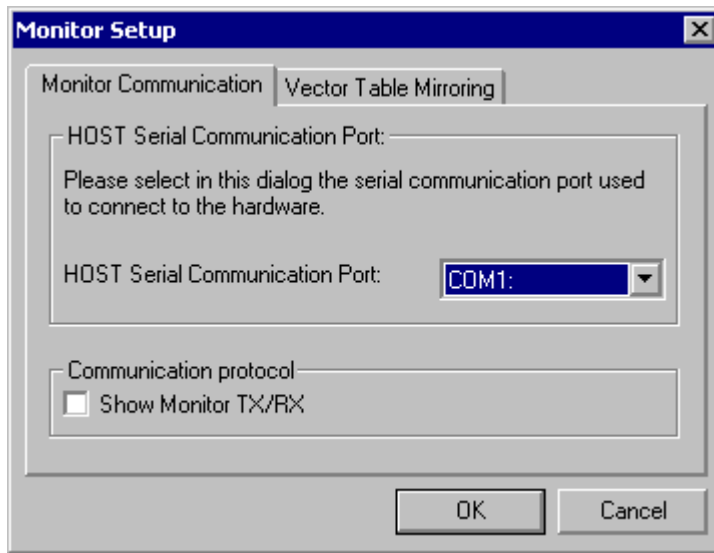 Monitor Setup
Monitor Communication
Vector Table Mirroring
HOST Serial Communication Port:
Please select in this dialog the serial communication port used
to connect to the hardware.
HOST Serial Communication Port:
COM1:
Communication protocol
Show Monitor TX/RX
OK
Cancel